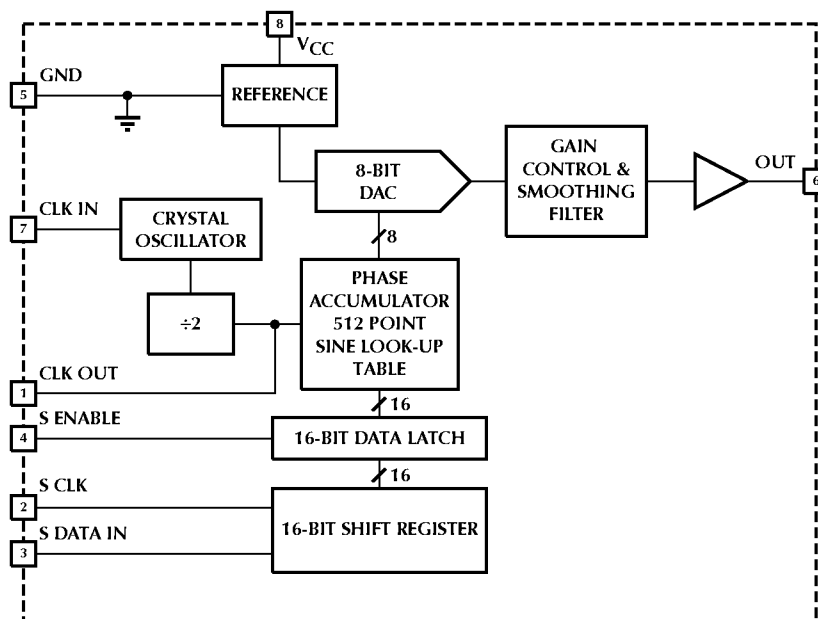 8
VCC
GND
5
REFERENCE
8-BIT
DAC
GAIN
CONTROL &
SMOOTHING
FILTER
OUT
6
CLK IN
7
CRYSTAL
OSCILLATOR
8
÷2
PHASE
ACCUMULATOR
512 POINT
SINE LOOK-UP
TABLE
CLK OUT
1
16
S ENABLE
4
16-BIT DATA LATCH
16
S CLK
2
16-BIT SHIFT REGISTER
S DATA IN
3